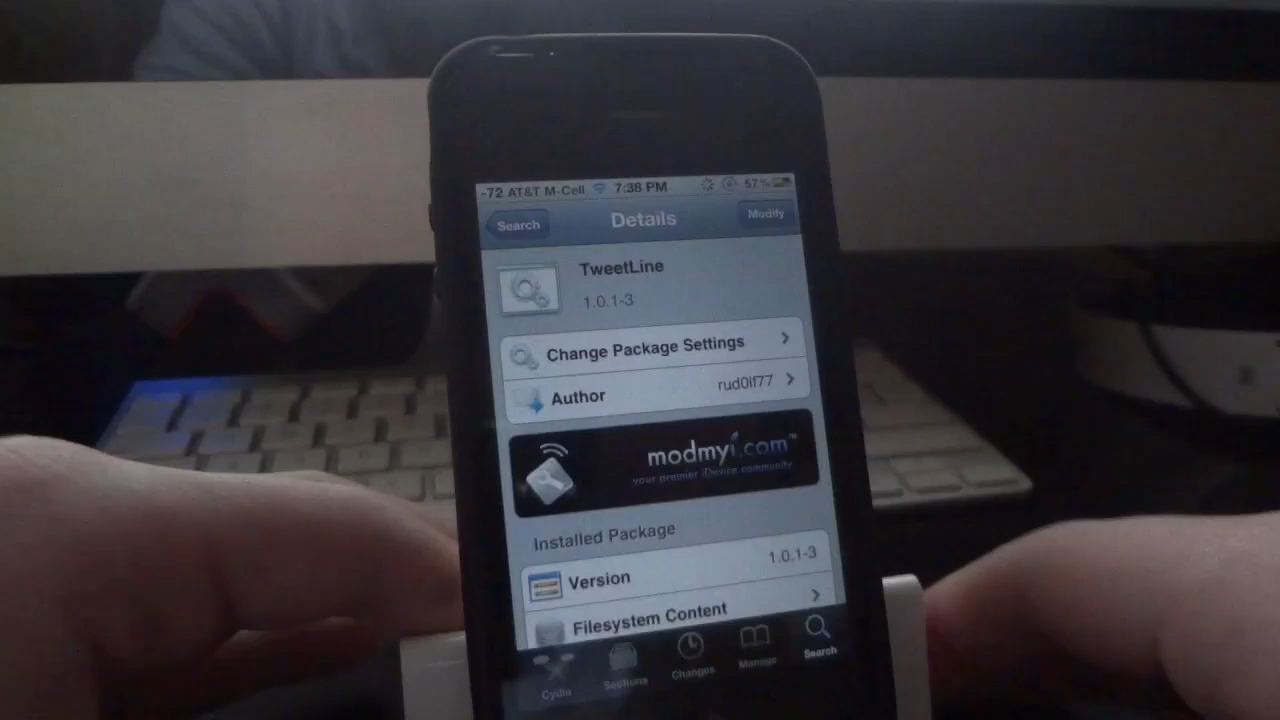 -72 AT&T M-Cell 7:38 PM 57%
Search Details Modify
TweetLine
1.0.1-3
Change Package Settings
Author rud0lf77
modmyi.com™
your premier iDevice community
Installed Package
Version 1.0.1-3
Filesystem Content
Cydia Sections Changes Manage Search